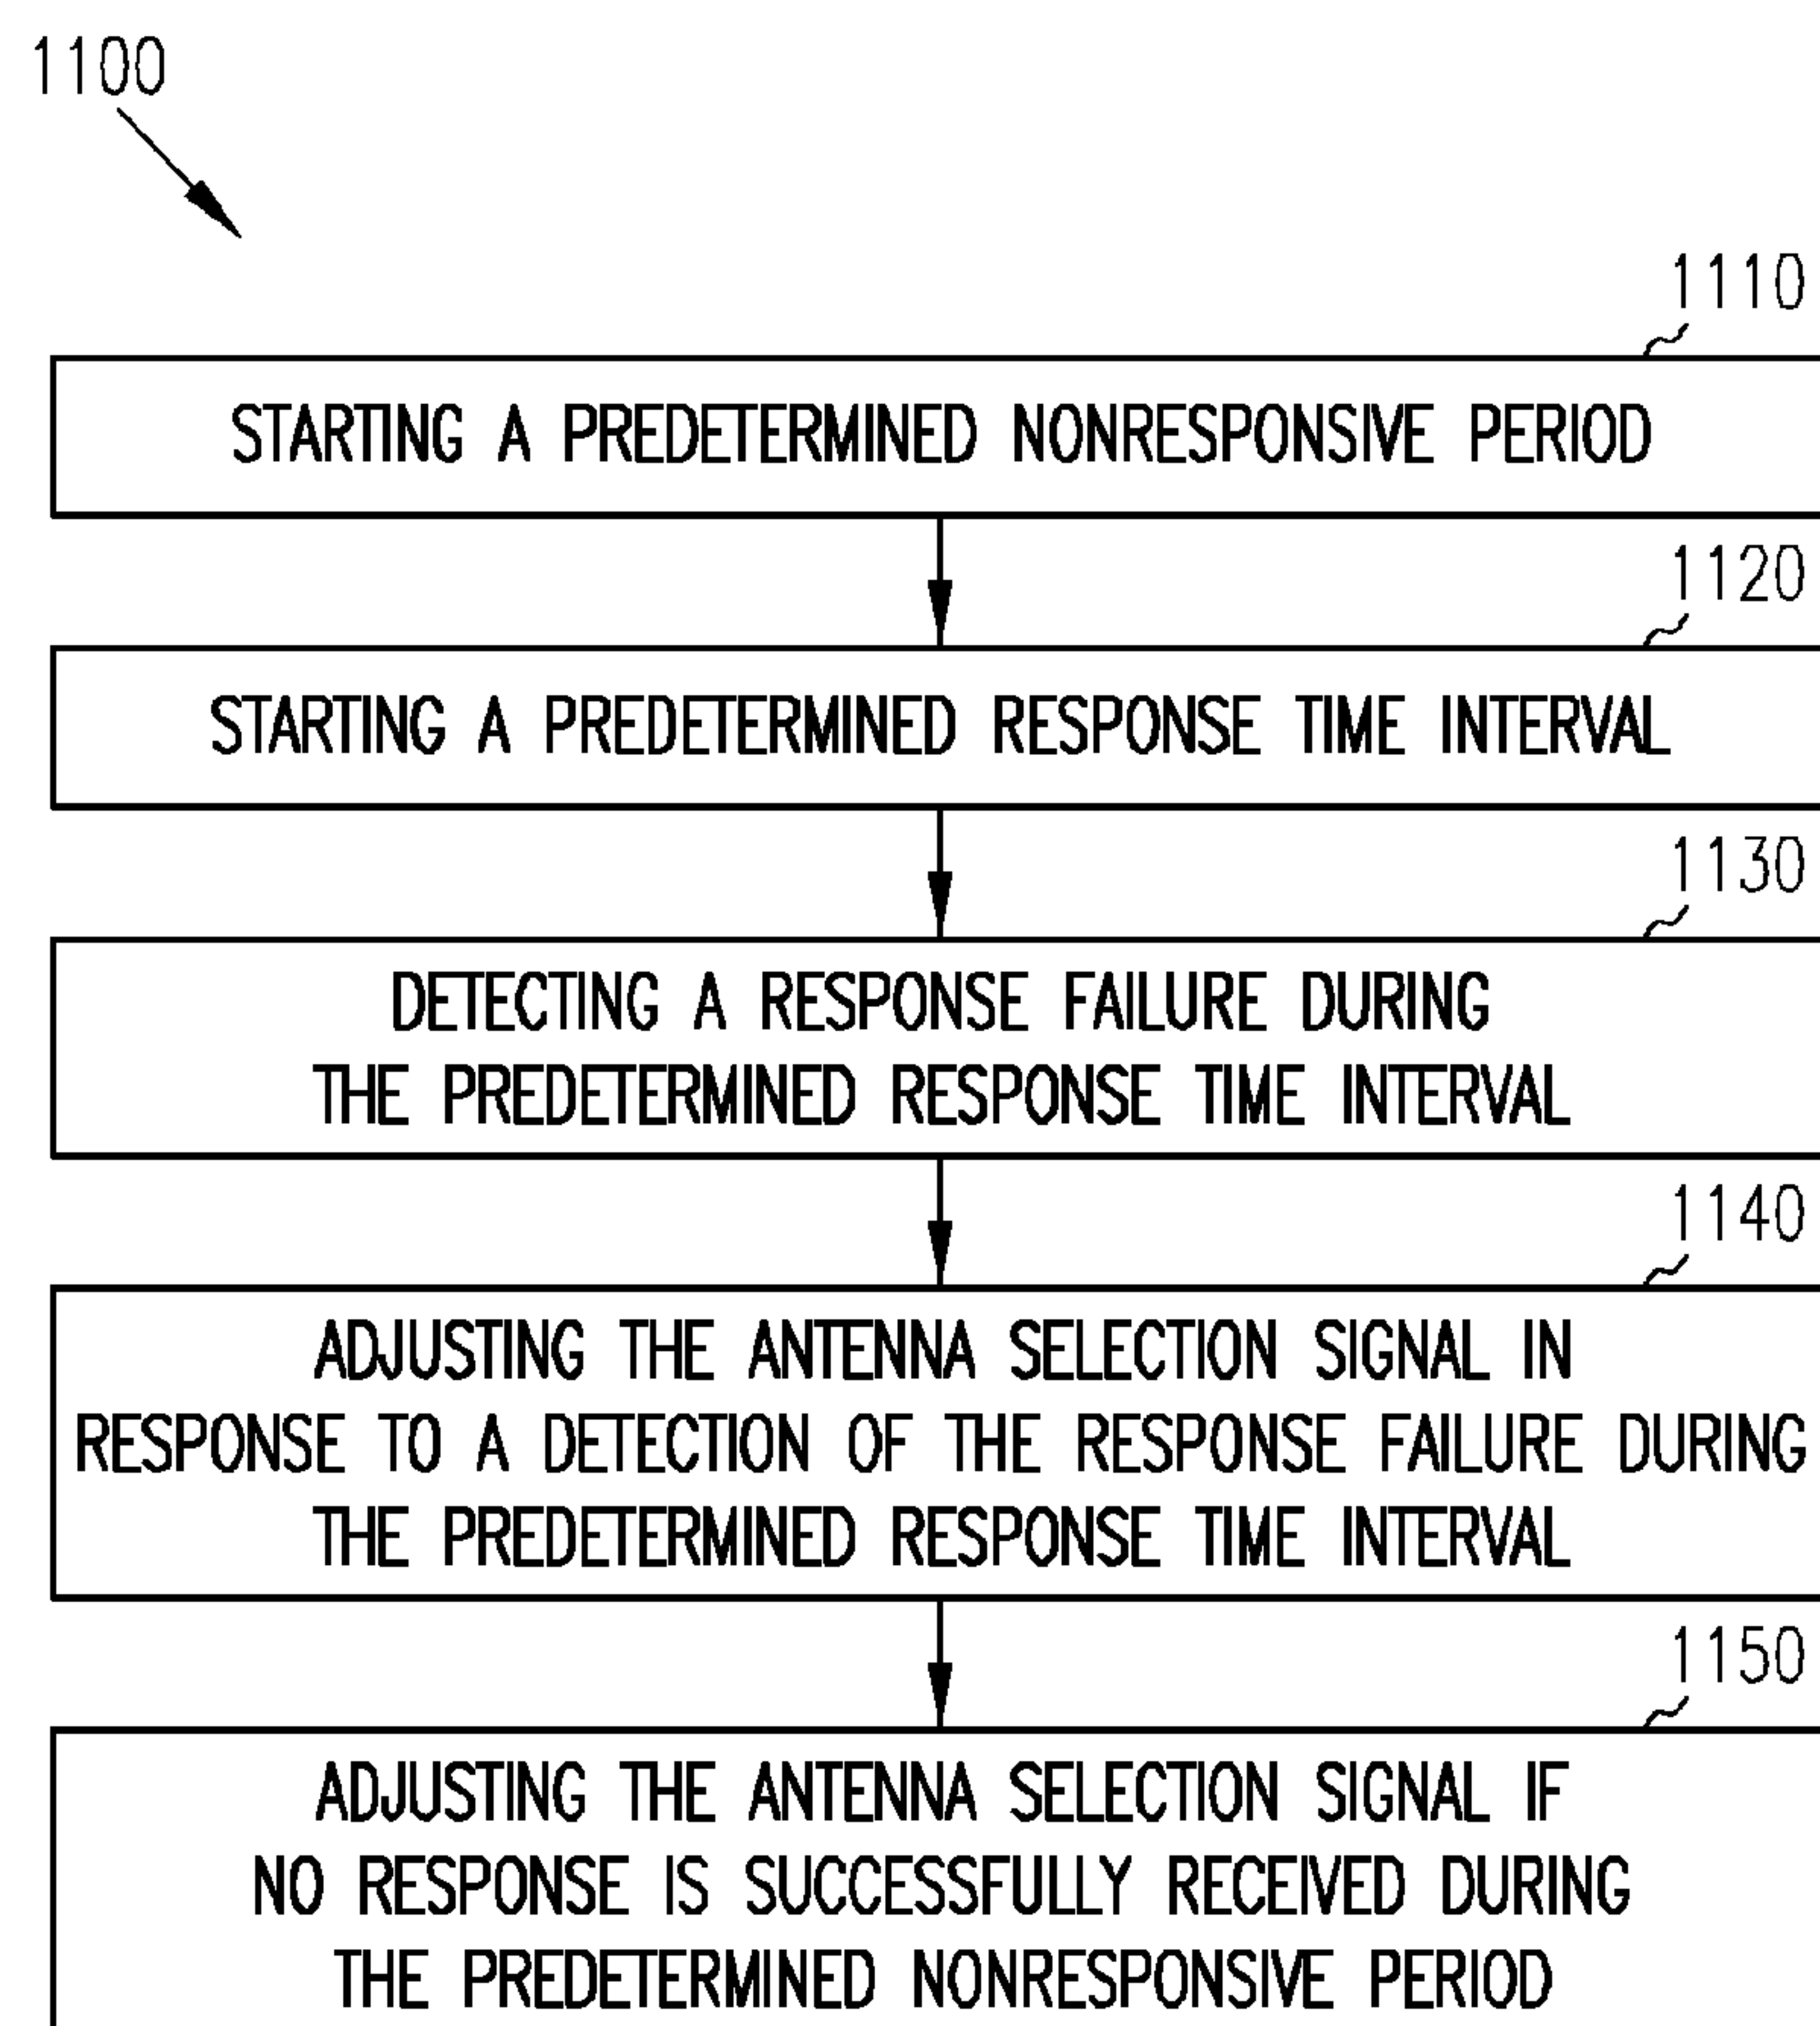 1100
1110
STARTING A PREDETERMINED NONRESPONSIVE PERIOD
1120
STARTING A PREDETERMINED RESPONSE TIME INTERVAL
1130
DETECTING A RESPONSE FAILURE DURING
THE PREDETERMINED RESPONSE TIME INTERVAL
1140
ADJUSTING THE ANTENNA SELECTION SIGNAL IN
RESPONSE TO A DETECTION OF THE RESPONSE FAILURE DURING
THE PREDETERMINED RESPONSE TIME INTERVAL
1150
ADJUSTING THE ANTENNA SELECTION SIGNAL IF
NO RESPONSE IS SUCCESSFULLY RECEIVED DURING
THE PREDETERMINED NONRESPONSIVE PERIOD